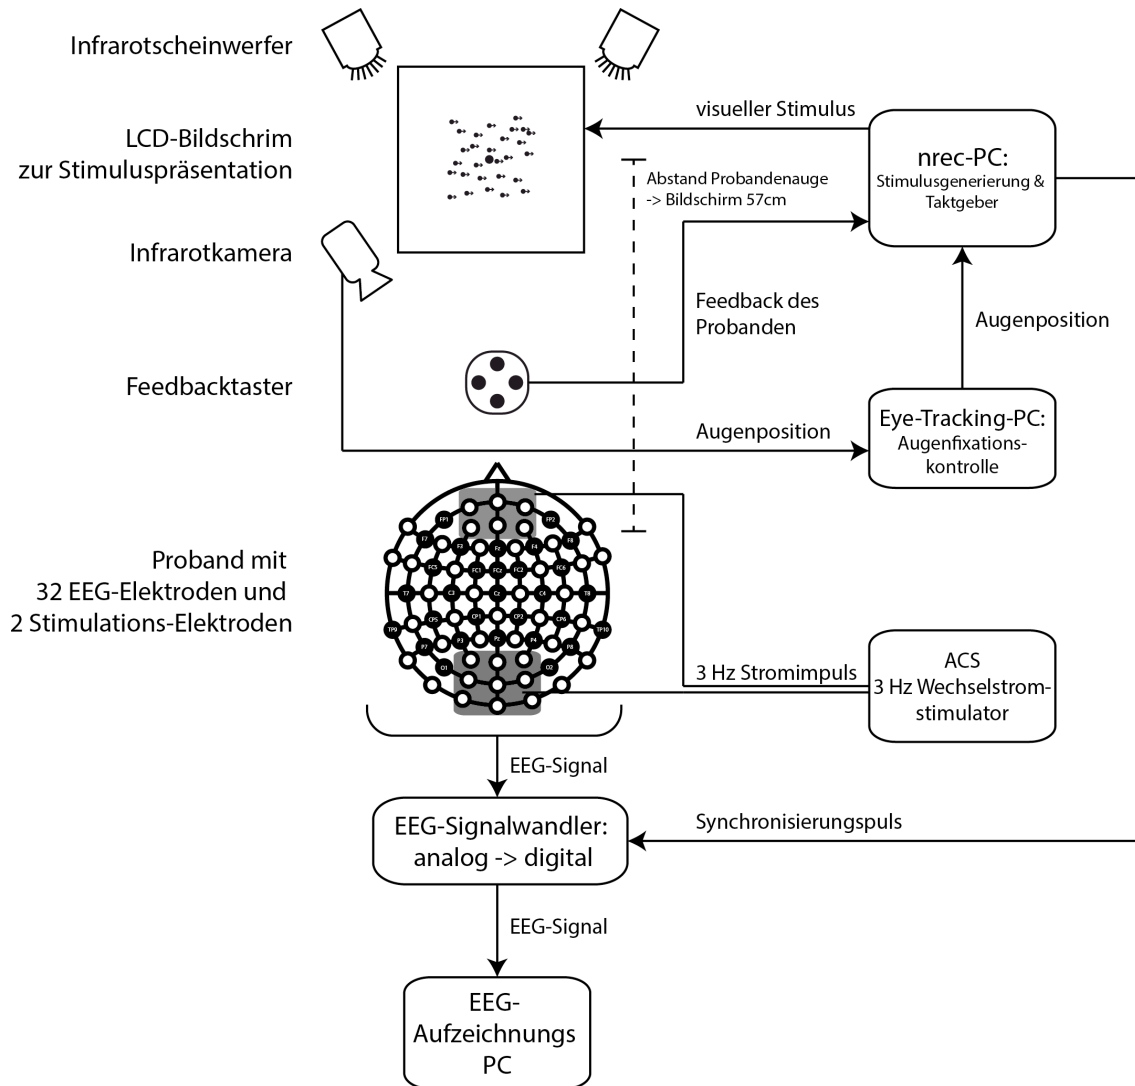 Infrarotscheinwerfer
LCD-Bildschrim
zur Stimuluspräsentation
visueller Stimulus
nrec-PC:
Stimulusgenerierung &
Taktgeber
Abstand Probandenauge
-> Bildschirm 57cm
Infrarotkamera
Feedback des
Probanden
Augenposition
Feedbacktaster
Augenposition
Eye-Tracking-PC:
Augenfixations-
kontrolle
Proband mit
32 EEG-Elektroden und
2 Stimulations-Elektroden
FP1 FP2
F7 F3 Fz F4 F8
FC5 FC1 FCz FC2 FC6
T7 C3 Cz C4 T8
TP9 CP5 CP1 CP2 CP6 TP10
P7 P3 Pz P4 P8
O1 O2
3 Hz Stromimpuls
ACS
3 Hz Wechselstrom-
stimulator
EEG-Signal
EEG-Signalwandler:
analog -> digital
Synchronisierungspuls
EEG-Signal
EEG-
Aufzeichnungs
PC